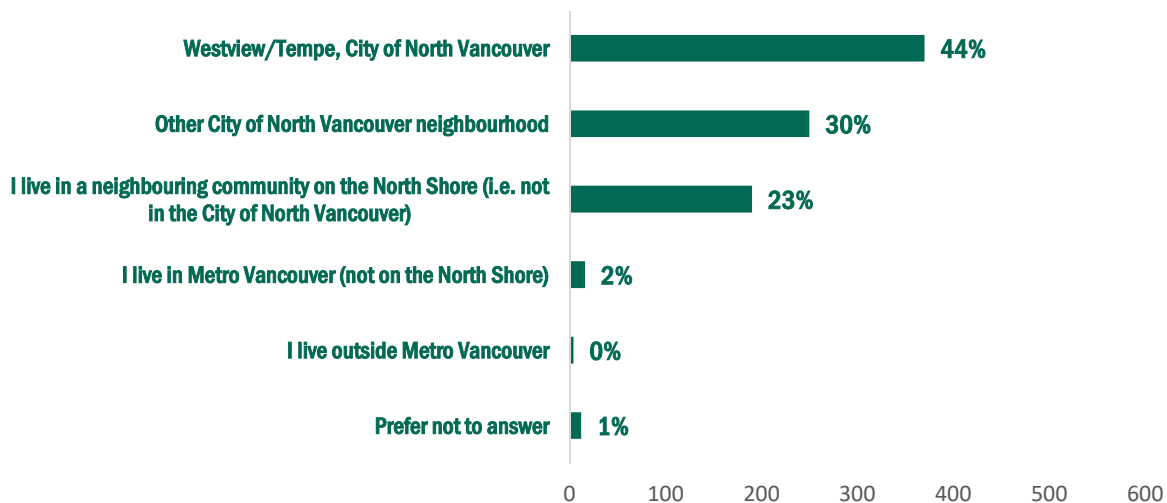 Westview/Tempe, City of North Vancouver 44%
Other City of North Vancouver neighbourhood 30%
I live in a neighbouring community on the North Shore (i.e. not
in the City of North Vancouver) 23%
I live in Metro Vancouver (not on the North Shore) 2%
I live outside Metro Vancouver 0%
Prefer not to answer 1%
0 100 200 300 400 500 600